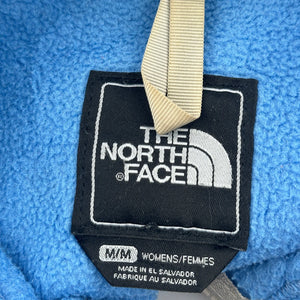 THE
NORTH
®FACE
M/M WOMENS/FEMMES
MADE IN EL SALVADOR
FABRIQUE AU SALVADOR